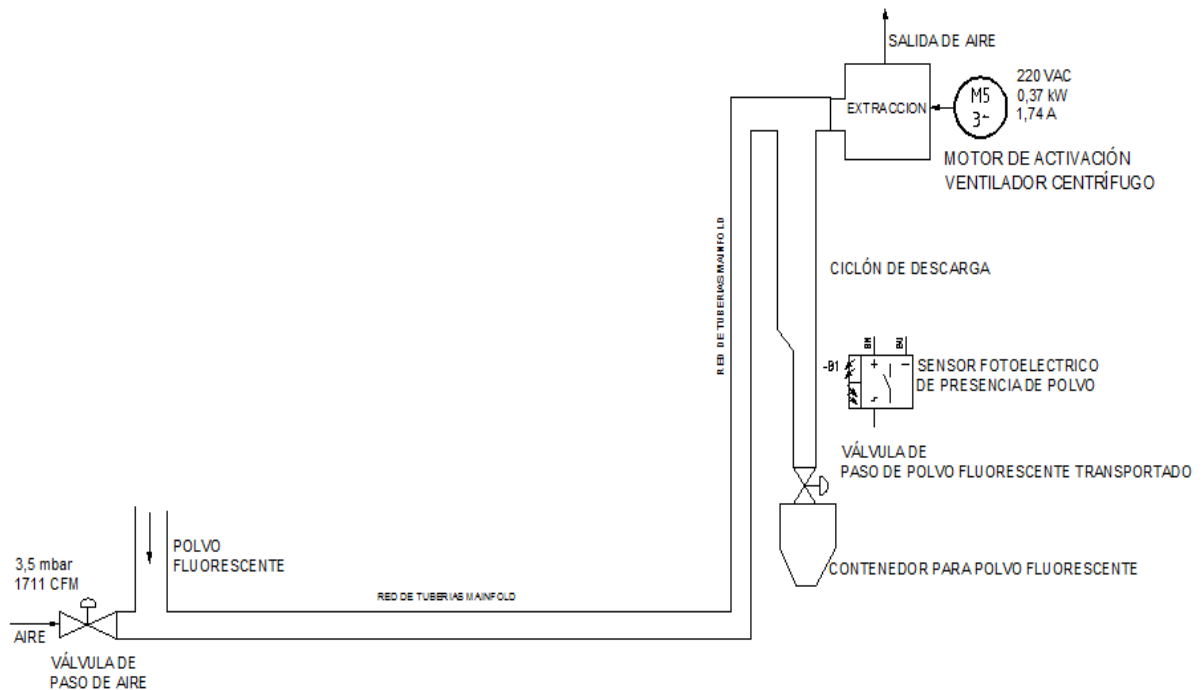 SALIDA DE AIRE
EXTRACCION
M5
3~
220 VAC
0,37 kW
1,74 A
MOTOR DE ACTIVACIÓN
VENTILADOR CENTRÍFUGO
RED DE TUBERIAS MAINFOLD
CICLÓN DE DESCARGA
BN
BU
-B1
+
-
SENSOR FOTOELECTRICO
DE PRESENCIA DE POLVO
VÁLVULA DE
PASO DE POLVO FLUORESCENTE TRANSPORTADO
CONTENEDOR PARA POLVO FLUORESCENTE
POLVO
FLUORESCENTE
3,5 mbar
1711 CFM
RED DE TUBERIAS MAINFOLD
AIRE
VÁLVULA DE
PASO DE AIRE